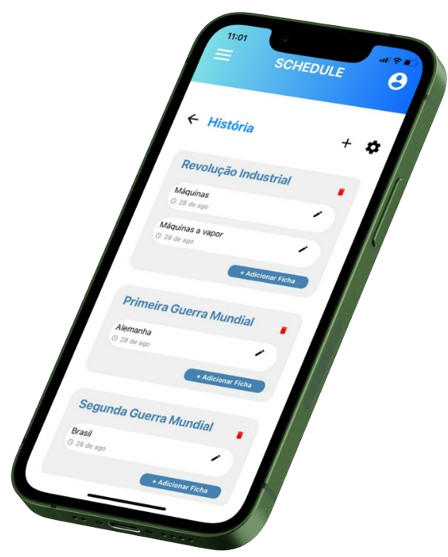 11:01
SCHEDULE
História
Revolução Industrial
Máquinas
28 de ago
Máquinas a vapor
28 de ago
+ Adicionar Ficha
Primeira Guerra Mundial
Alemanha
28 de ago
+ Adicionar Ficha
Segunda Guerra Mundial
Brasil
28 de ago
+ Adicionar Ficha